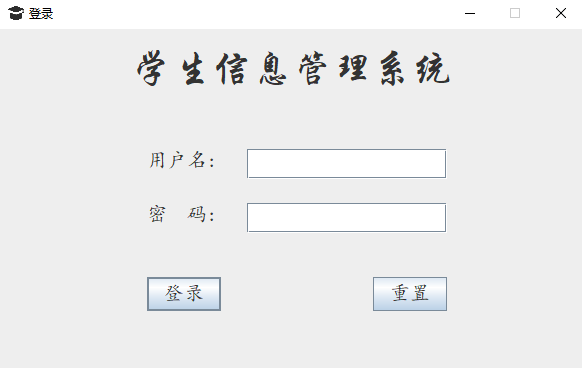 登录
学生信息管理系统
用户名:
密 码:
登录 重置